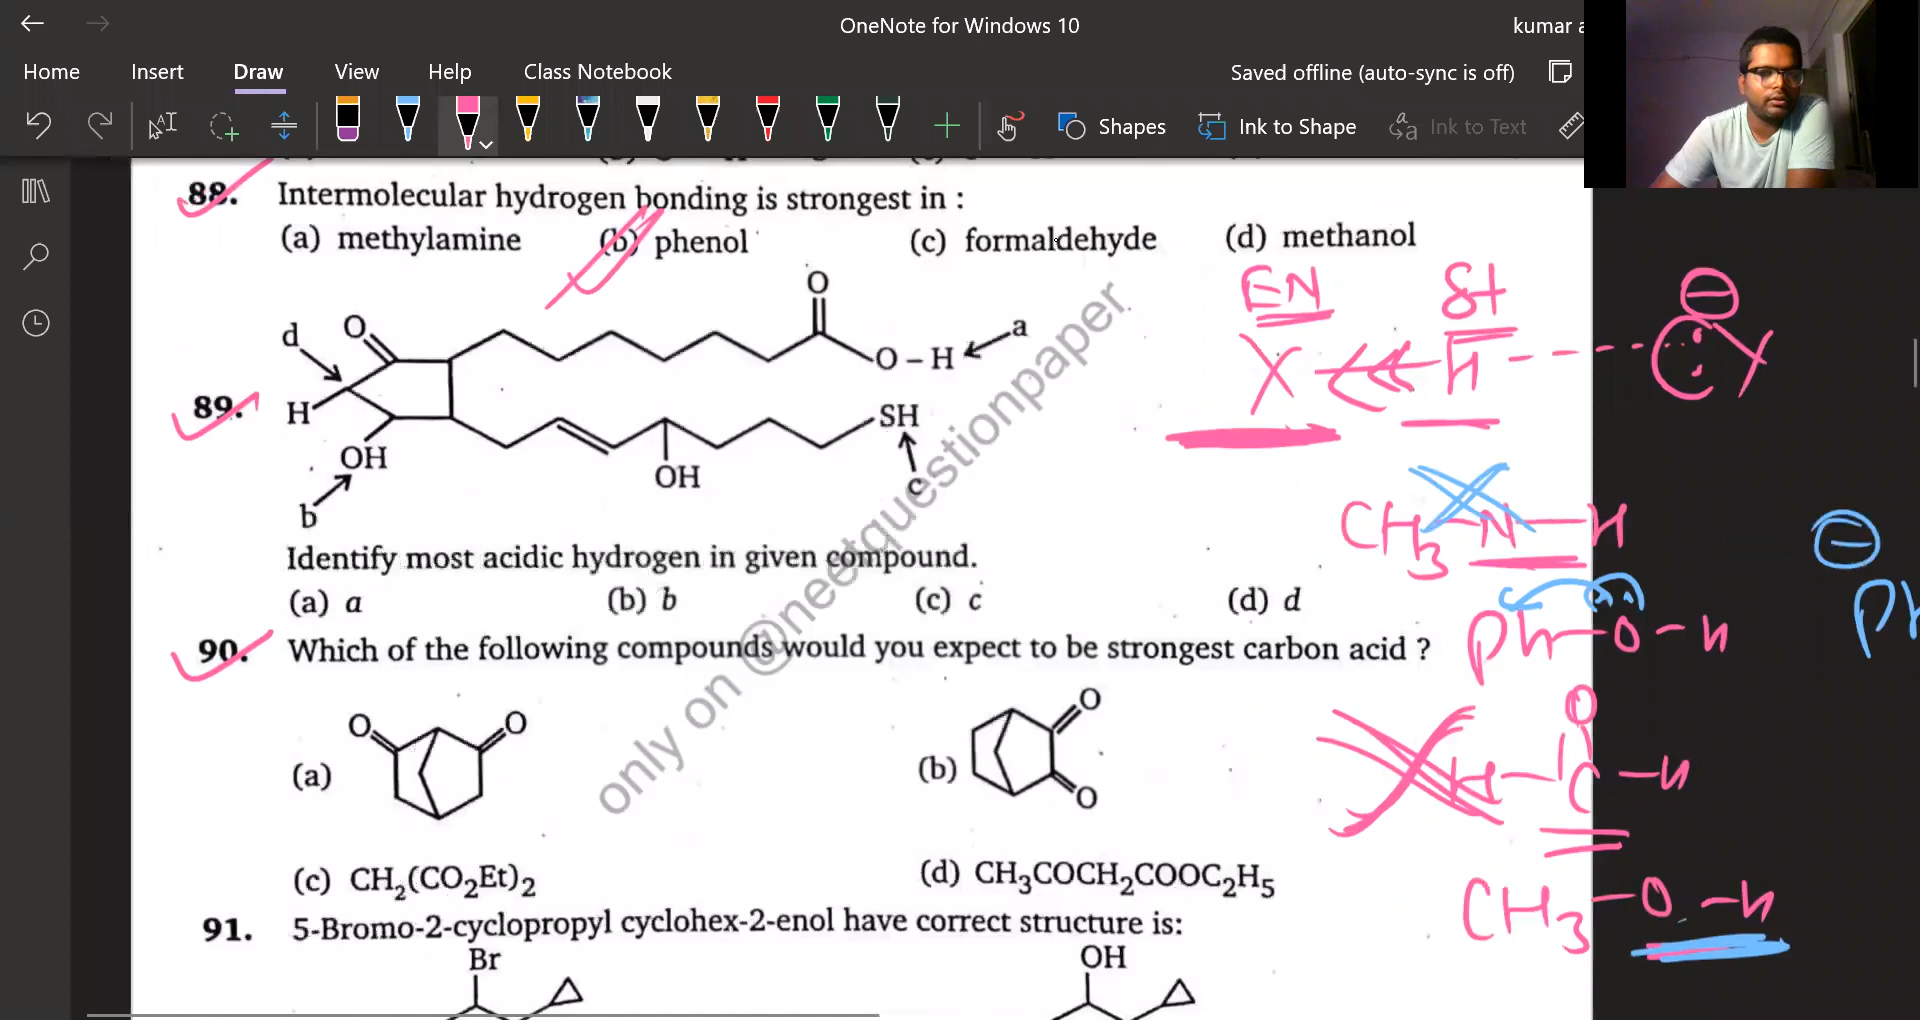 OneNote for Windows 10
kumar a
Home Insert Draw View Help Class Notebook
Saved offline (auto-sync is off)
Shapes Ink to Shape Ink to Text
88. Intermolecular hydrogen bonding is strongest in :
(a) methylamine (b) phenol (c) formaldehyde (d) methanol
EN St
X H Y
89.
d O O
O – H a
H SH
OH OH
b c
CH3 – N – H
Identify most acidic hydrogen in given compound.
(a) a (b) b (c) c (d) d
Ph – O – H
Ph
90. Which of the following compounds would you expect to be strongest carbon acid ?
(a) O O
(b) O O
O
H – C – H
(c) CH2(CO2Et)2 (d) CH3COCH2COOC2H5
CH3 – O – H
91. 5-Bromo-2-cyclopropyl cyclohex-2-enol have correct structure is:
Br OH
only on @neetquestionpaper